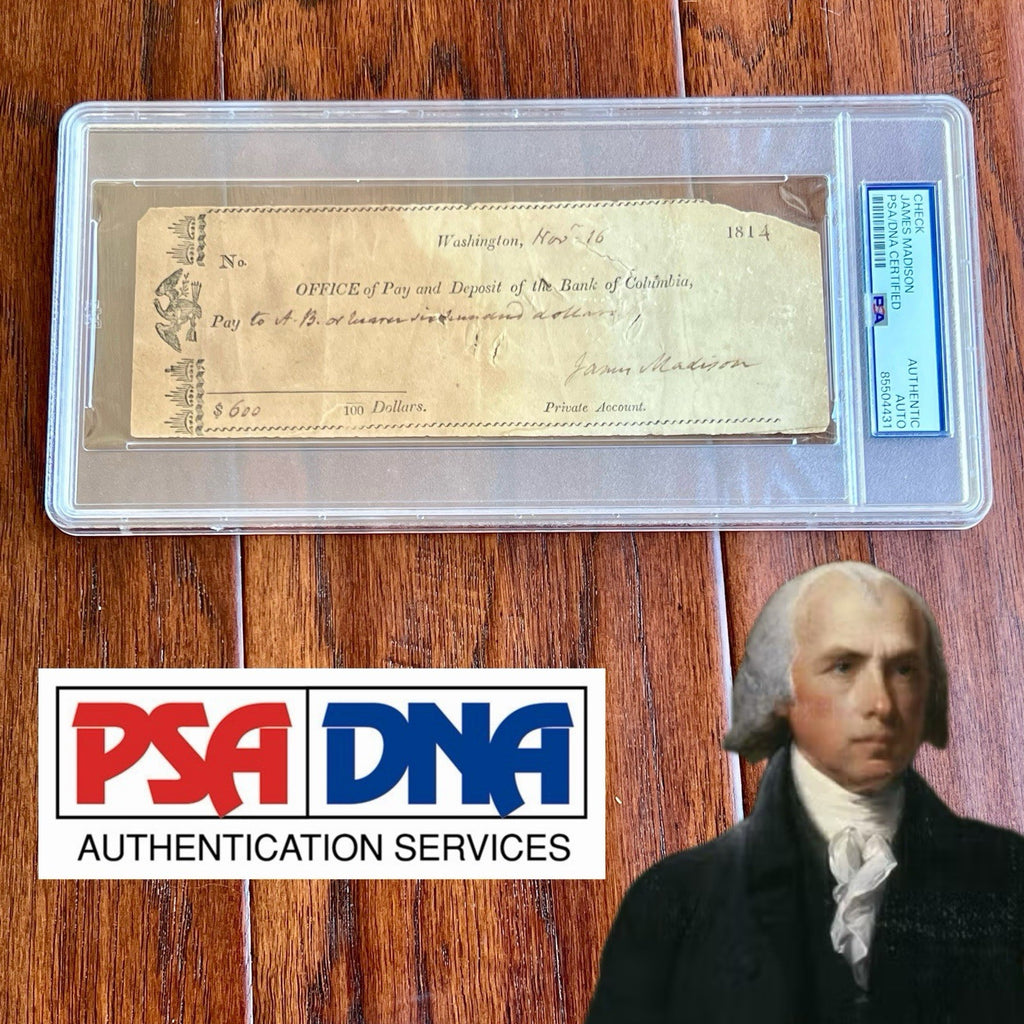 Washington, Novr 16 1814
No.
OFFICE of Pay and Deposit of the Bank of Columbia,
Pay to A. B. or bearer six hundred dollars
James Madison
$ 600 100 Dollars.
Private Account.
CHECK
JAMES MADISON
PSA/DNA CERTIFIED
PSA
AUTHENTIC
AUTO
85504431
PSA DNA
AUTHENTICATION SERVICES